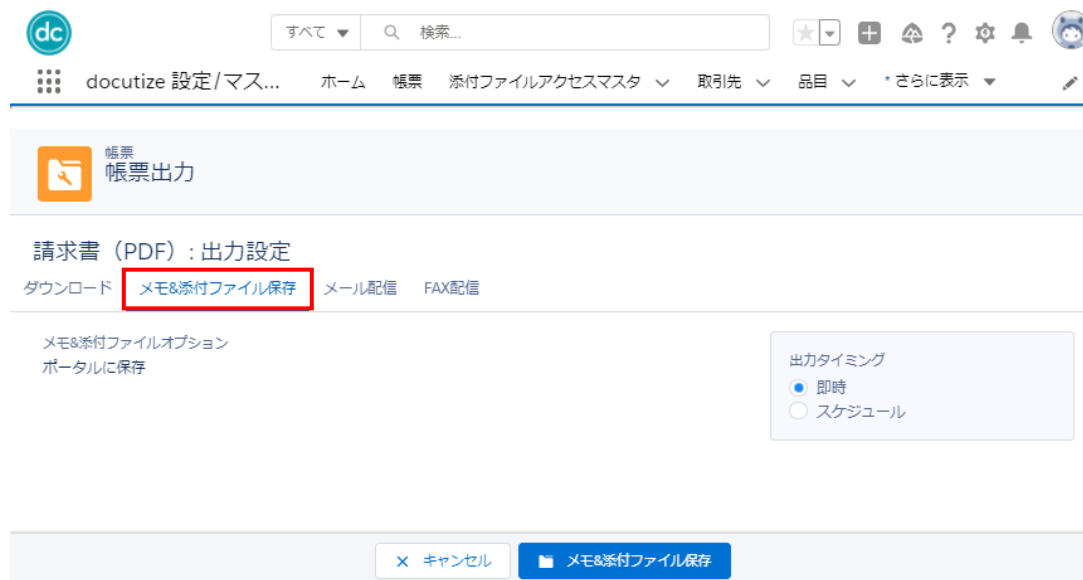 dc すべて 検索...
docutize 設定/マス... ホーム 帳票 添付ファイルアクセスマスタ 取引先 品目 * さらに表示
帳票
帳票出力
請求書（PDF）: 出力設定
ダウンロード メモ&添付ファイル保存 メール配信 FAX配信
メモ&添付ファイルオプション
ポータルに保存
出力タイミング
即時
スケジュール
キャンセル メモ&添付ファイル保存